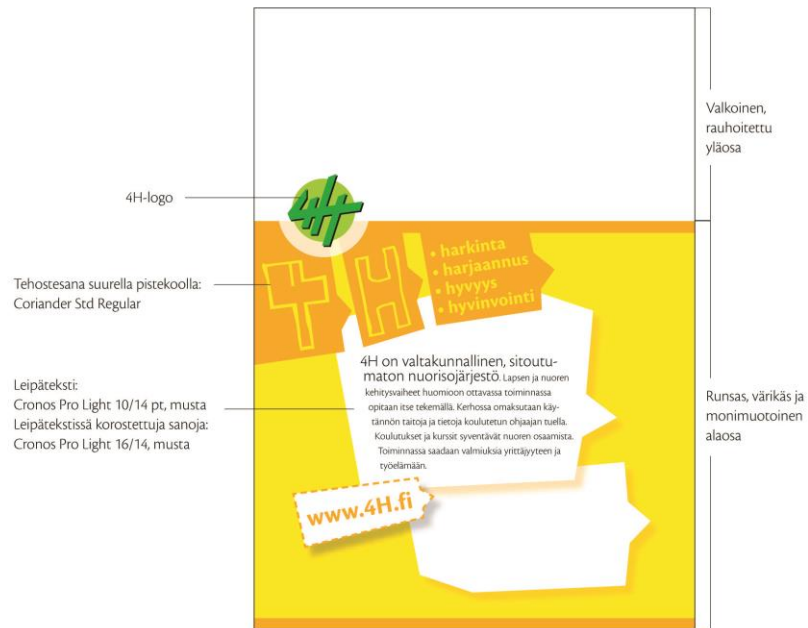 Valkoinen,
rauhoitettu
yläosa
4H-logo
4H
Tehostesana suurella pistekoolla:
Coriander Std Regular
4 H
• harkinta
• harjaannus
• hyvyys
• hyvinvointi
4H on valtakunnallinen, sitoutu-
maton nuorisojärjestö. Lapsen ja nuoren
kehitysvaiheet huomioon ottavassa toiminnassa
opitaan itse tekemällä. Kerhossa omaksutaan käy-
tännön taitoja ja tietoja koulutetun ohjaajan tuella.
Koulutukset ja kurssit syventävät nuoren osaamista.
Toiminnassa saadaan valmiuksia yrittäjyyteen ja
työelämään.
Leipäteksti:
Cronos Pro Light 10/14 pt, musta
Leipätekstissä korostettuja sanoja:
Cronos Pro Light 16/14, musta
Runsas, värikäs ja
monimuotoinen
alaosa
www.4H.fi